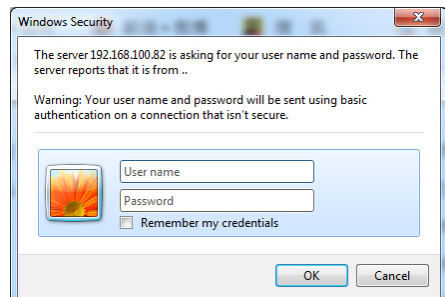 Windows Security
The server 192.168.100.82 is asking for your user name and password. The
server reports that it is from ..
Warning: Your user name and password will be sent using basic
authentication on a connection that isn't secure.
User name
Password
Remember my credentials
OK
Cancel